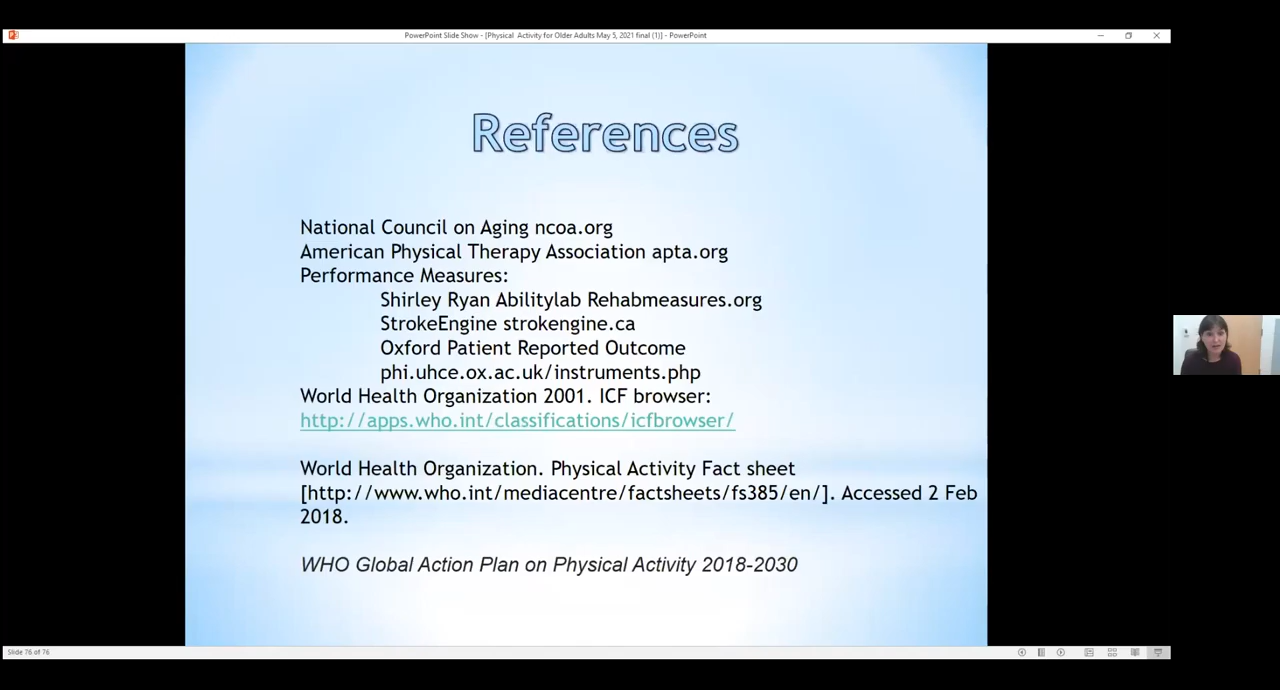 PowerPoint Slide Show - [Physical Activity for Older Adults May 5, 2021 final (1)] - PowerPoint
References
National Council on Aging ncoa.org
American Physical Therapy Association apta.org
Performance Measures:
Shirley Ryan Abilitylab Rehabmeasures.org
StrokeEngine strokengine.ca
Oxford Patient Reported Outcome
phi.uhce.ox.ac.uk/instruments.php
World Health Organization 2001. ICF browser:
http://apps.who.int/classifications/icfbrowser/
World Health Organization. Physical Activity Fact sheet
[http://www.who.int/mediacentre/factsheets/fs385/en/]. Accessed 2 Feb
2018.
WHO Global Action Plan on Physical Activity 2018-2030
Slide 76 of 76